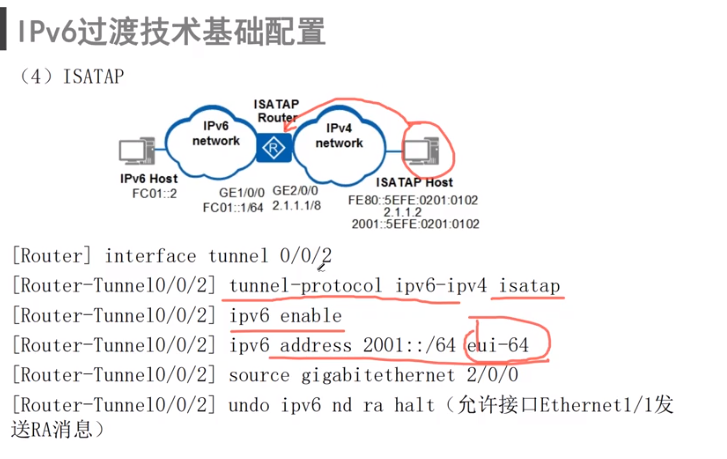 IPv6过渡技术基础配置
（4）ISATAP
ISATAP
Router
IPv6
network
IPv4
network
R
IPv6 Host
FC01::2
GE1/0/0
FC01::1/64
GE2/0/0
2.1.1.1/8
ISATAP Host
FE80::5EFE:0201:0102
2.1.1.2
2001::5EFE:0201:0102
[Router] interface tunnel 0/0/2
[Router-Tunnel0/0/2] tunnel-protocol ipv6-ipv4 isatap
[Router-Tunnel0/0/2] ipv6 enable
[Router-Tunnel0/0/2] ipv6 address 2001::/64 eui-64
[Router-Tunnel0/0/2] source gigabitethernet 2/0/0
[Router-Tunnel0/0/2] undo ipv6 nd ra halt（允许接口Ethernet1/1发
送RA消息）